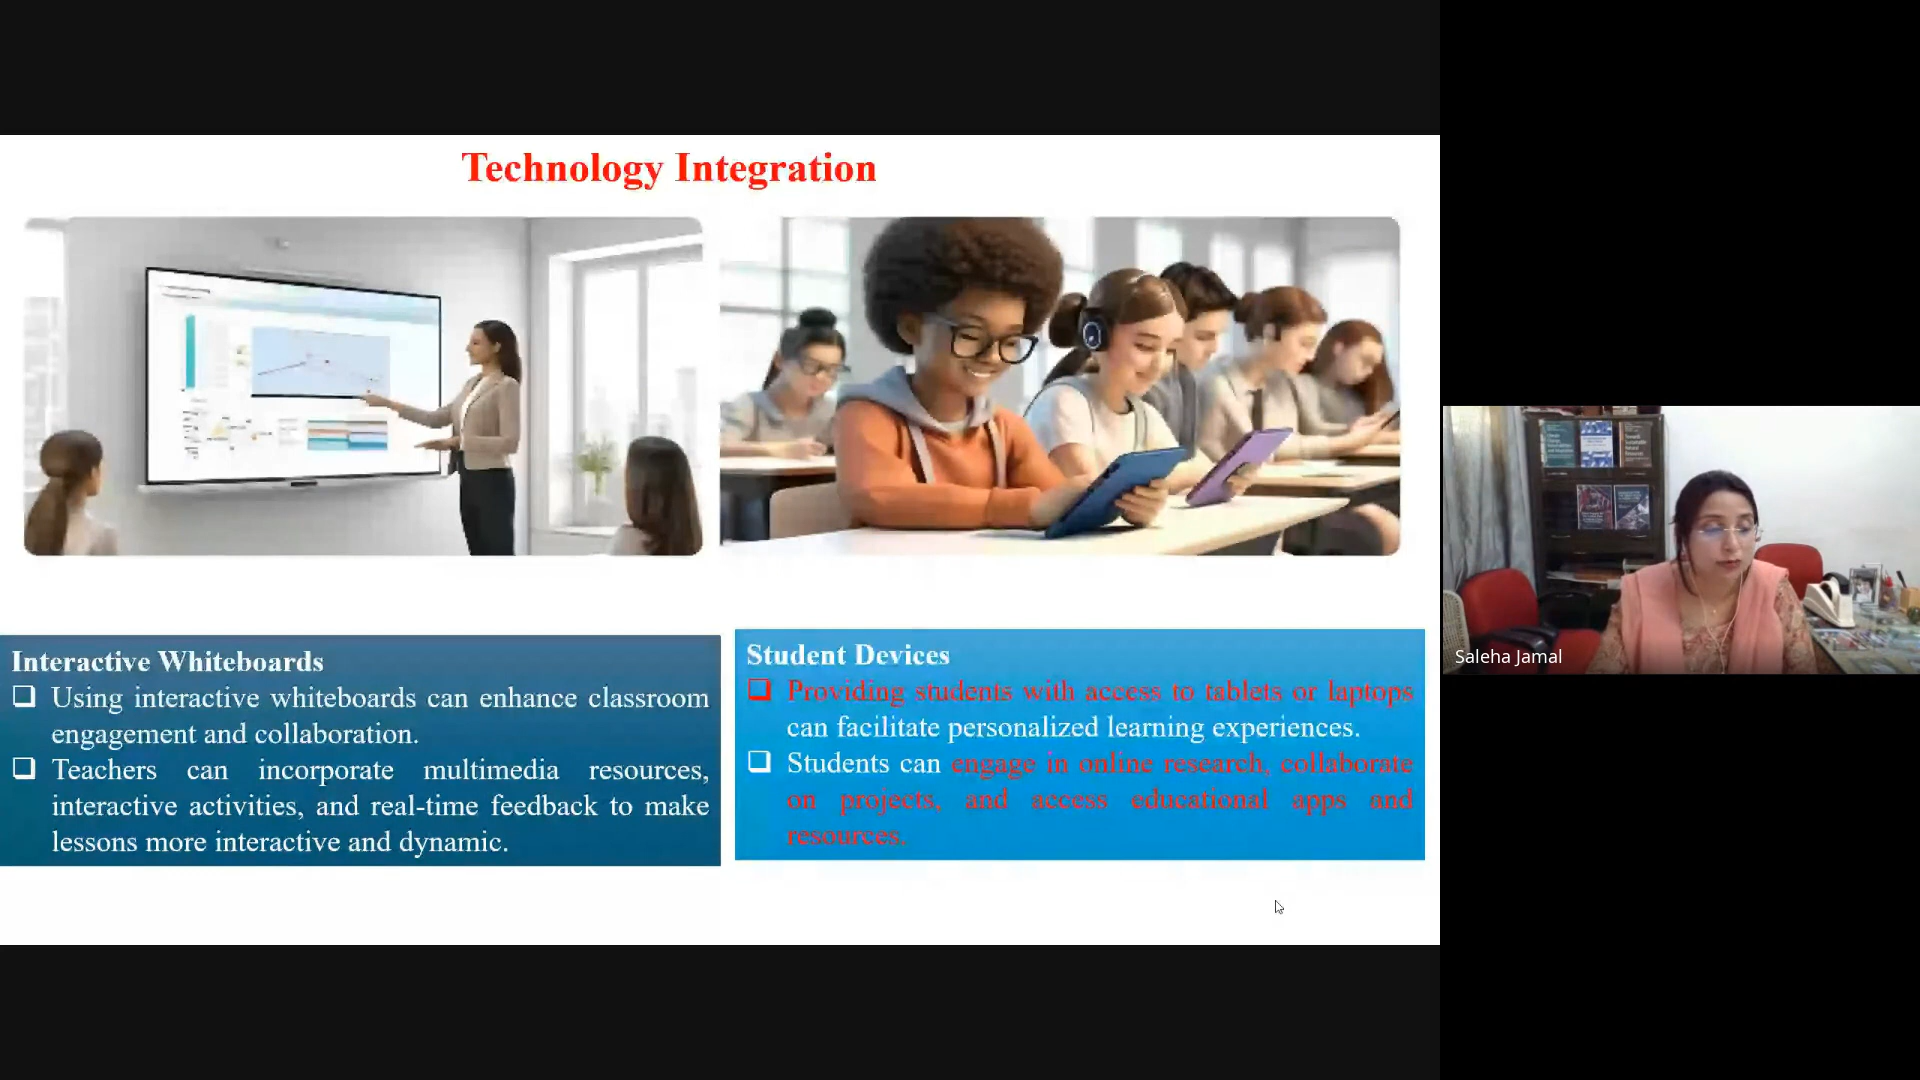 Technology Integration
Interactive Whiteboards
Using interactive whiteboards can enhance classroom
engagement and collaboration.
Teachers can incorporate multimedia resources,
interactive activities, and real-time feedback to make
lessons more interactive and dynamic.
Student Devices
Providing students with access to tablets or laptops
can facilitate personalized learning experiences.
Students can engage in online research, collaborate
on projects, and access educational apps and
resources.
Saleha Jamal